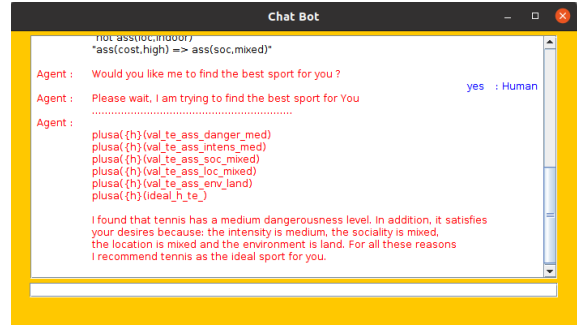 Chat Bot
"not ass(loc,indoor)
"ass(cost,high) => ass(soc,mixed)"
Agent : Would you like me to find the best sport for you ?
yes : Human
Agent : Please wait, I am trying to find the best sport for You
Agent : ............................................................
plusa({h}(val_te_ass_danger_med)
plusa({h}(val_te_ass_intens_med)
plusa({h}(val_te_ass_soc_mixed)
plusa({h}(val_te_ass_loc_mixed)
plusa({h}(val_te_ass_env_land)
plusa({h}(ideal_h_te_)
I found that tennis has a medium dangerousness level. In addition, it satisfies
your desires because: the intensity is medium, the sociality is mixed,
the location is mixed and the environment is land. For all these reasons
I recommend tennis as the ideal sport for you.